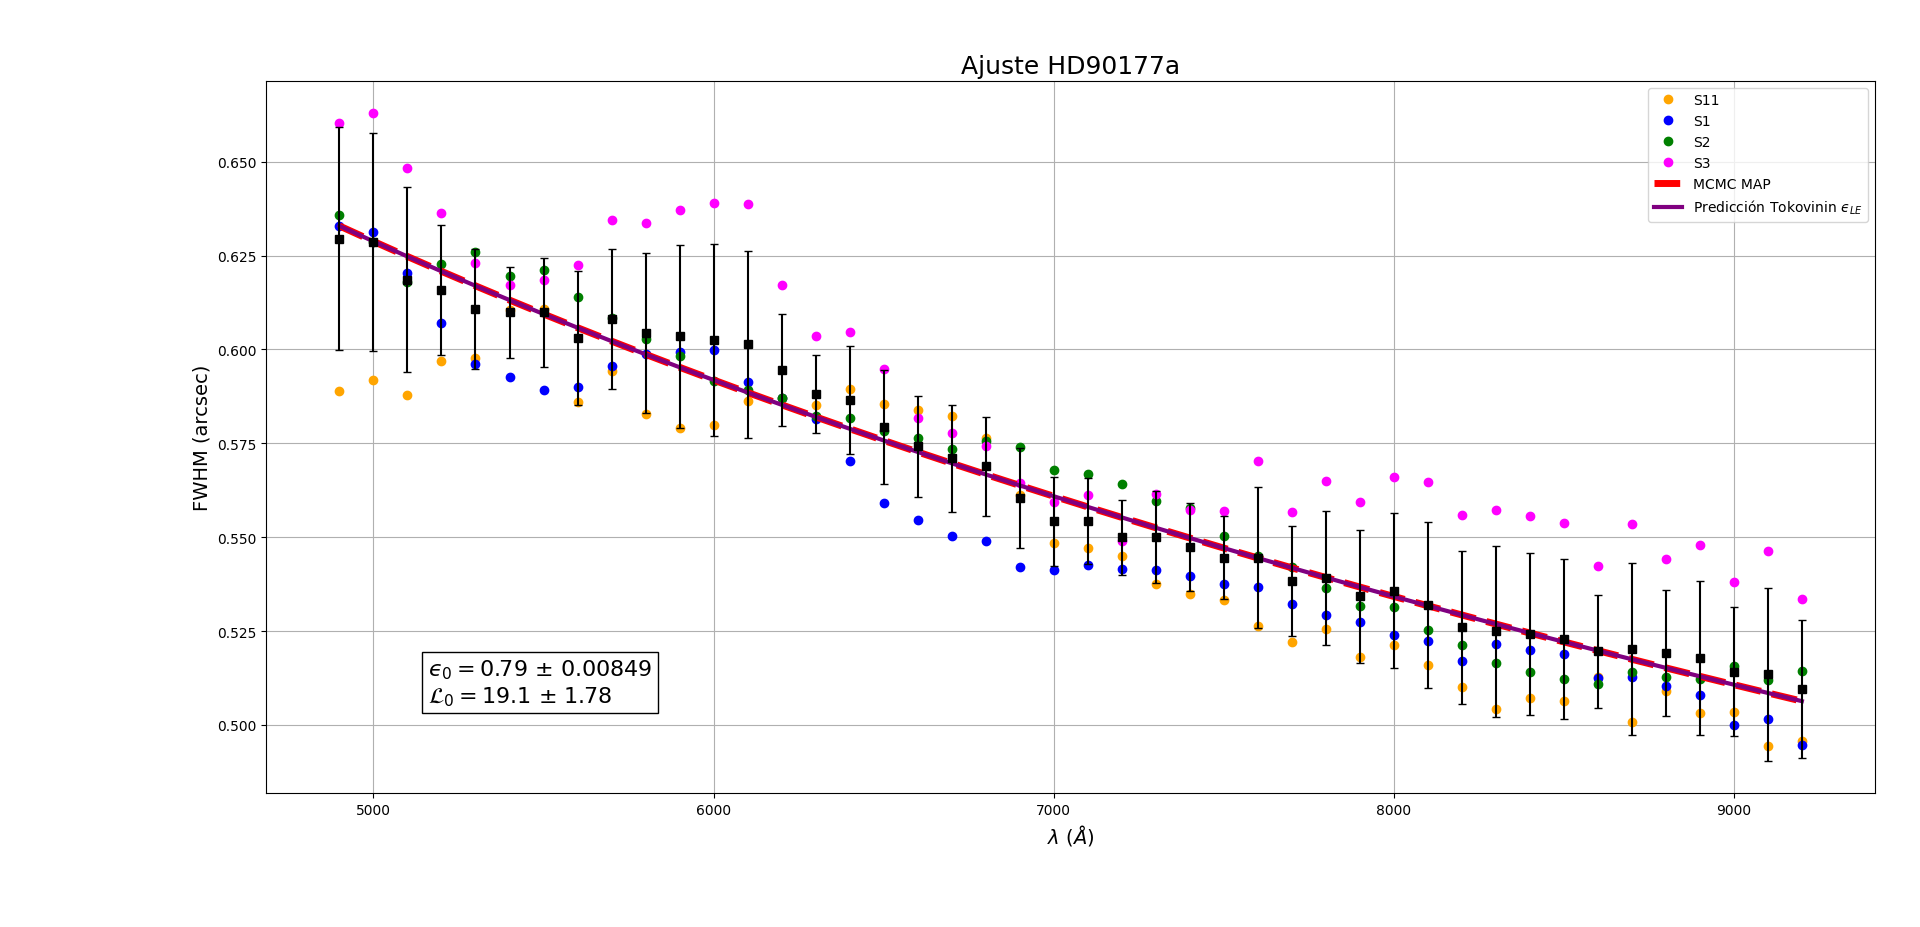 Ajuste HD90177a
S11
S1
S2
S3
MCMC MAP
Predicción Tokovinin ϵ_LE
FWHM (arcsec)
0.650
0.625
0.600
0.575
0.550
0.525
0.500
ϵ₀ = 0.79 ± 0.00849
ℒ₀ = 19.1 ± 1.78
5000 6000 7000 8000 9000
λ (Å)